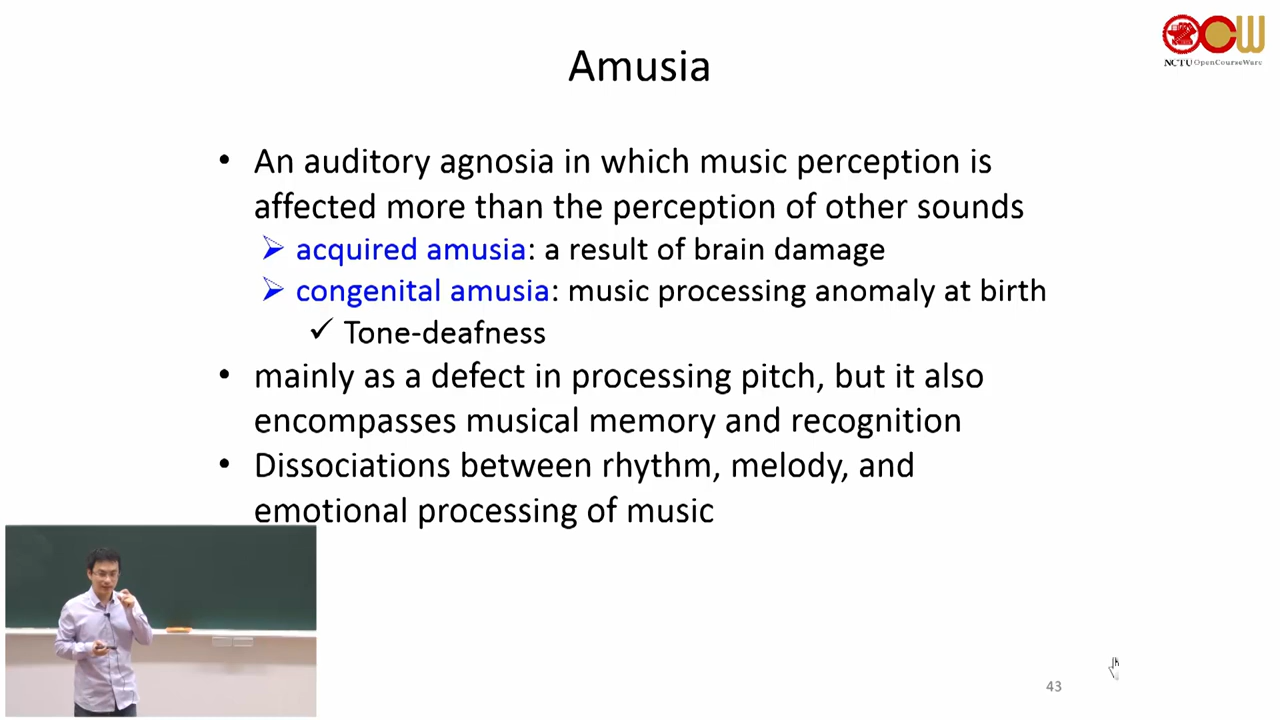 Amusia
NCTU OpenCourseWare
• An auditory agnosia in which music perception is
affected more than the perception of other sounds
➢ acquired amusia: a result of brain damage
➢ congenital amusia: music processing anomaly at birth
✓ Tone-deafness
• mainly as a defect in processing pitch, but it also
encompasses musical memory and recognition
• Dissociations between rhythm, melody, and
emotional processing of music
43